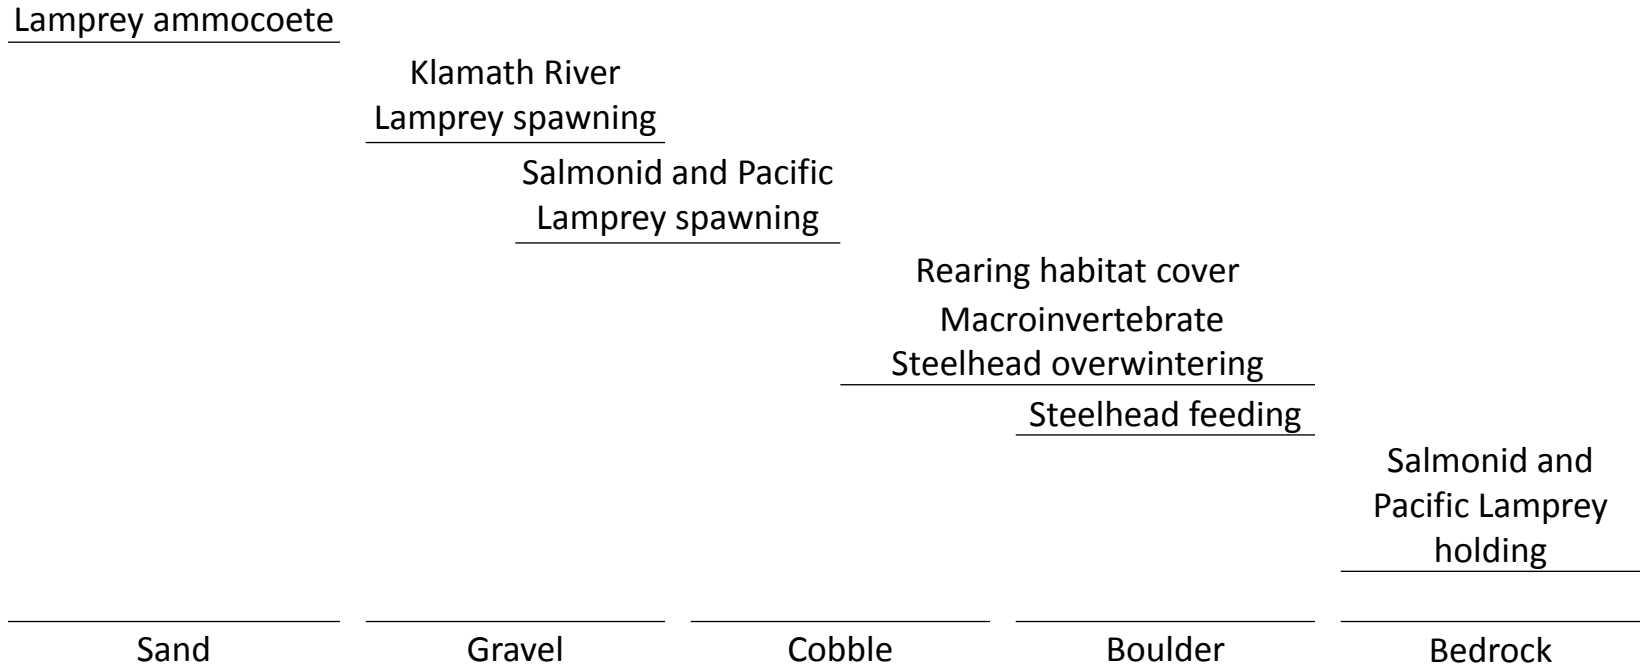 Lamprey ammocoete
Klamath River
Lamprey spawning
Salmonid and Pacific
Lamprey spawning
Rearing habitat cover
Macroinvertebrate
Steelhead overwintering
Steelhead feeding
Salmonid and
Pacific Lamprey
holding
Sand
Gravel
Cobble
Boulder
Bedrock